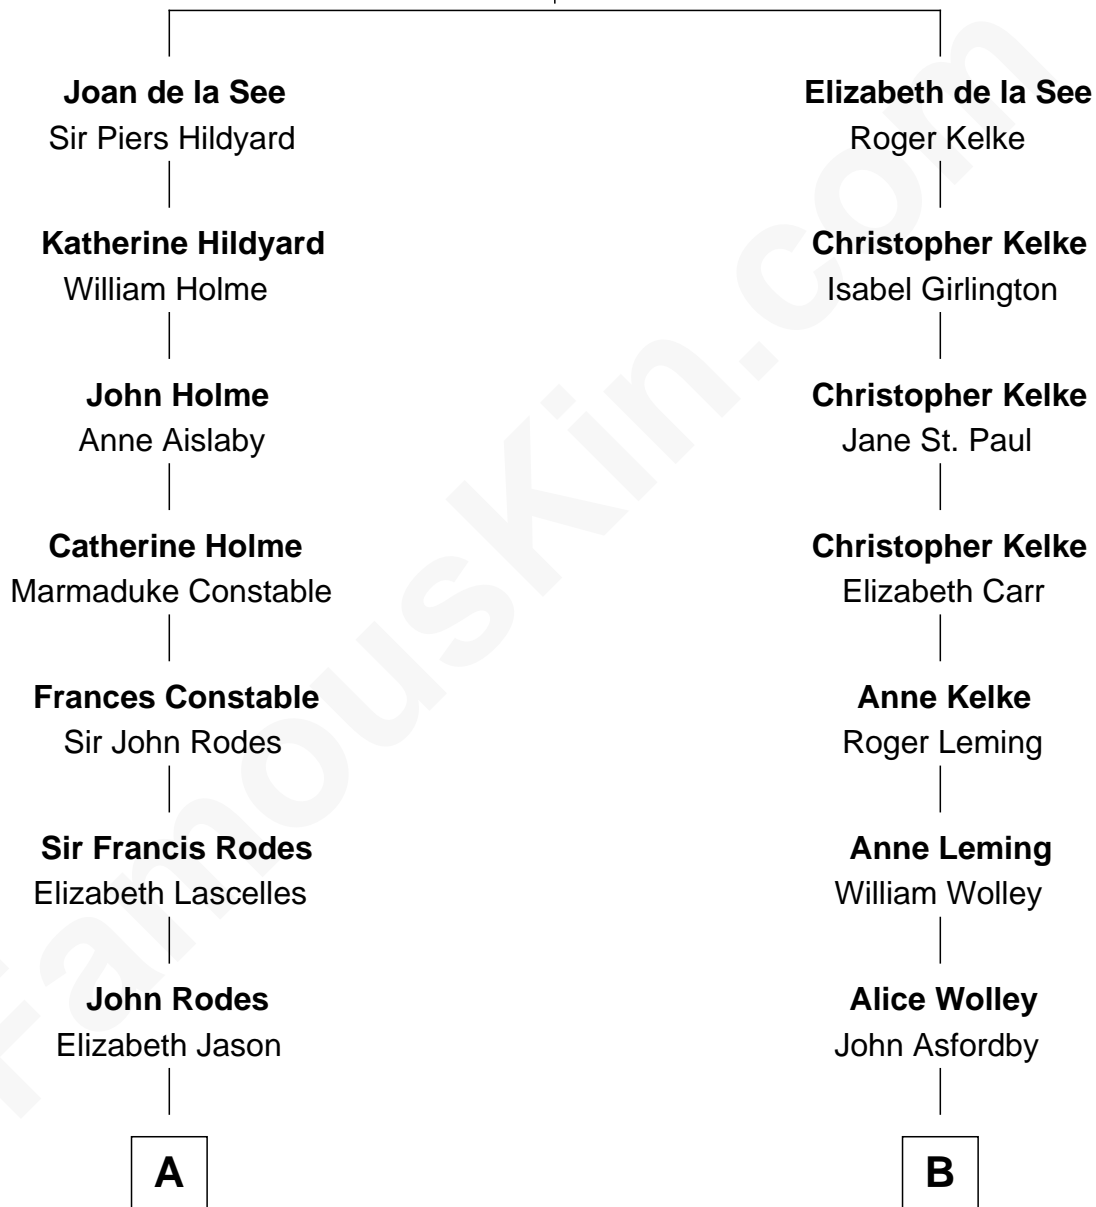 Joan de la See
Sir Piers Hildyard
Katherine Hildyard
William Holme
John Holme
Anne Aislaby
Catherine Holme
Marmaduke Constable
Frances Constable
Sir John Rodes
Sir Francis Rodes
Elizabeth Lascelles
John Rodes
Elizabeth Jason
A
Elizabeth de la See
Roger Kelke
Christopher Kelke
Isabel Girlington
Christopher Kelke
Jane St. Paul
Christopher Kelke
Elizabeth Carr
Anne Kelke
Roger Leming
Anne Leming
William Wolley
Alice Wolley
John Asfordby
B
FamousKin.com